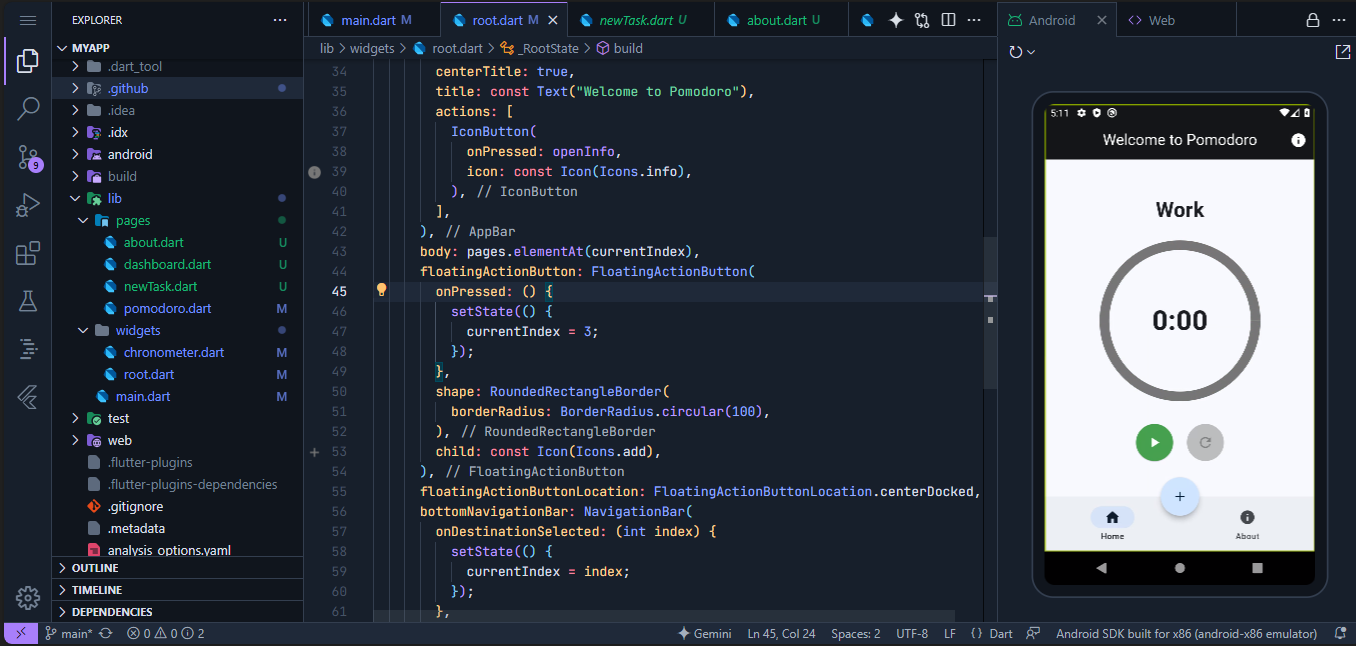 EXPLORER
MYAPP
.dart_tool
.github
.idea
.idx
android
build
lib
pages
about.dart U
dashboard.dart U
newTask.dart U
pomodoro.dart M
widgets
chronometer.dart M
root.dart M
main.dart M
test
web
.flutter-plugins
.flutter-plugins-dependencies
.gitignore
.metadata
analysis_options.yaml
OUTLINE
TIMELINE
DEPENDENCIES
9
main.dart M
root.dart M
newTask.dart U
about.dart U
lib > widgets > root.dart > _RootState > build
34 centerTitle: true,
35 title: const Text("Welcome to Pomodoro"),
36 actions: [
37 IconButton(
38 onPressed: openInfo,
39 icon: const Icon(Icons.info),
40 ), // IconButton
41 ],
42 ), // AppBar
43 body: pages.elementAt(currentIndex),
44 floatingActionButton: FloatingActionButton(
45 onPressed: () {
46 setState(() {
47 currentIndex = 3;
48 });
49 },
50 shape: RoundedRectangleBorder(
51 borderRadius: BorderRadius.circular(100),
52 ), // RoundedRectangleBorder
53 child: const Icon(Icons.add),
54 ), // FloatingActionButton
55 floatingActionButtonLocation: FloatingActionButtonLocation.centerDocked,
56 bottomNavigationBar: NavigationBar(
57 onDestinationSelected: (int index) {
58 setState(() {
59 currentIndex = index;
60 });
61 },
Android
Web
5:11
Welcome to Pomodoro
Work
0:00
Home
About
main*
0 0 2
Gemini
Ln 45, Col 24
Spaces: 2
UTF-8
LF
{ } Dart
Android SDK built for x86 (android-x86 emulator)